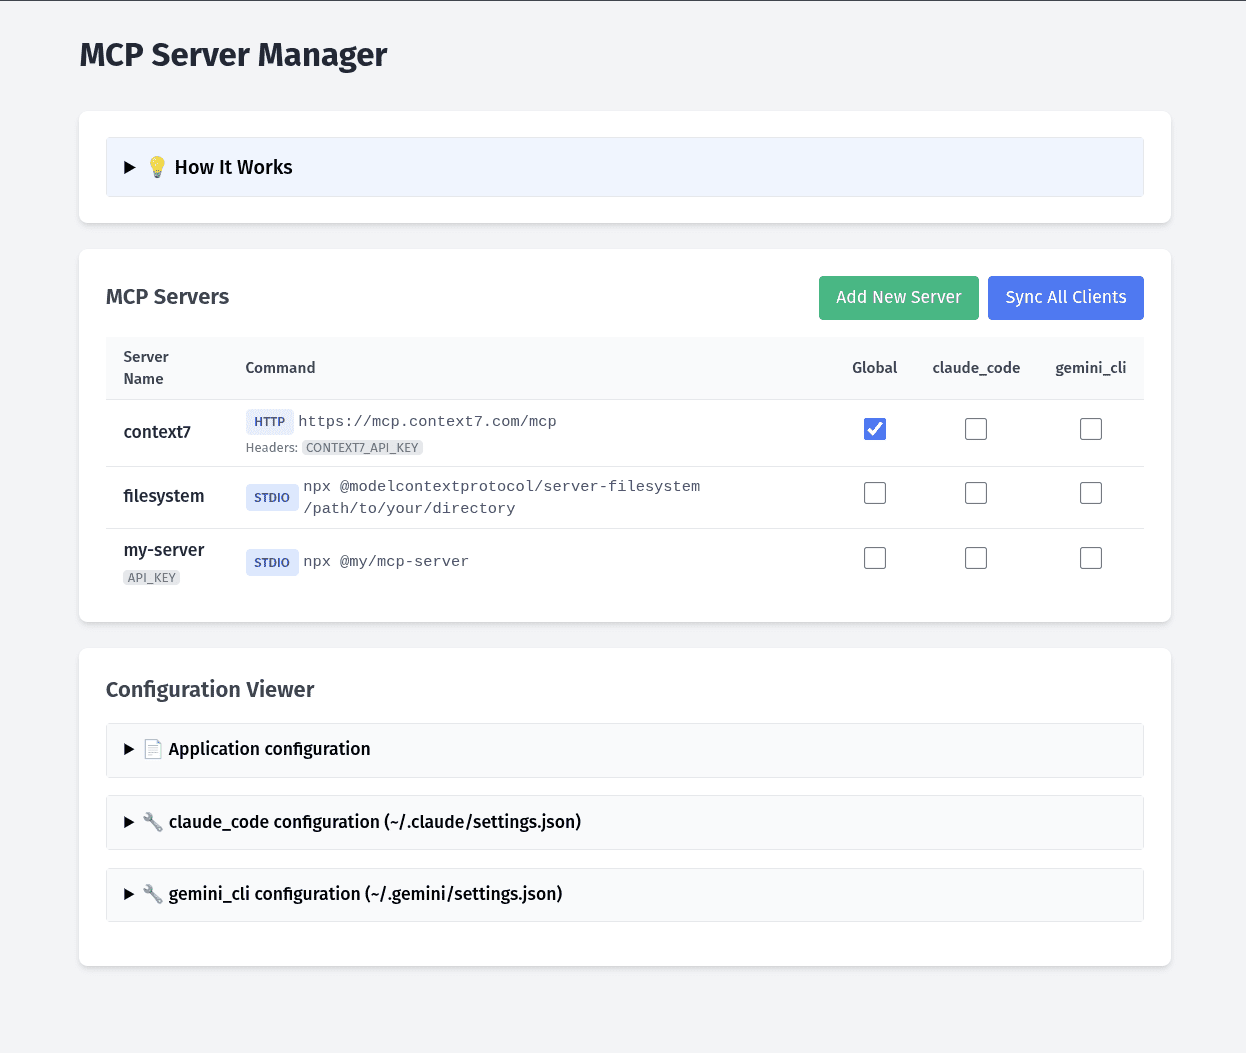 MCP Server Manager
▶ 💡 How It Works
MCP Servers
Add New Server
Sync All Clients
Server
Name
Command
Global
claude_code
gemini_cli
context7
HTTP https://mcp.context7.com/mcp
Headers: CONTEXT7_API_KEY
filesystem
STDIO npx @modelcontextprotocol/server-filesystem
/path/to/your/directory
my-server
API_KEY
STDIO npx @my/mcp-server
Configuration Viewer
▶ 📄 Application configuration
▶ 🔧 claude_code configuration (~/.claude/settings.json)
▶ 🔧 gemini_cli configuration (~/.gemini/settings.json)